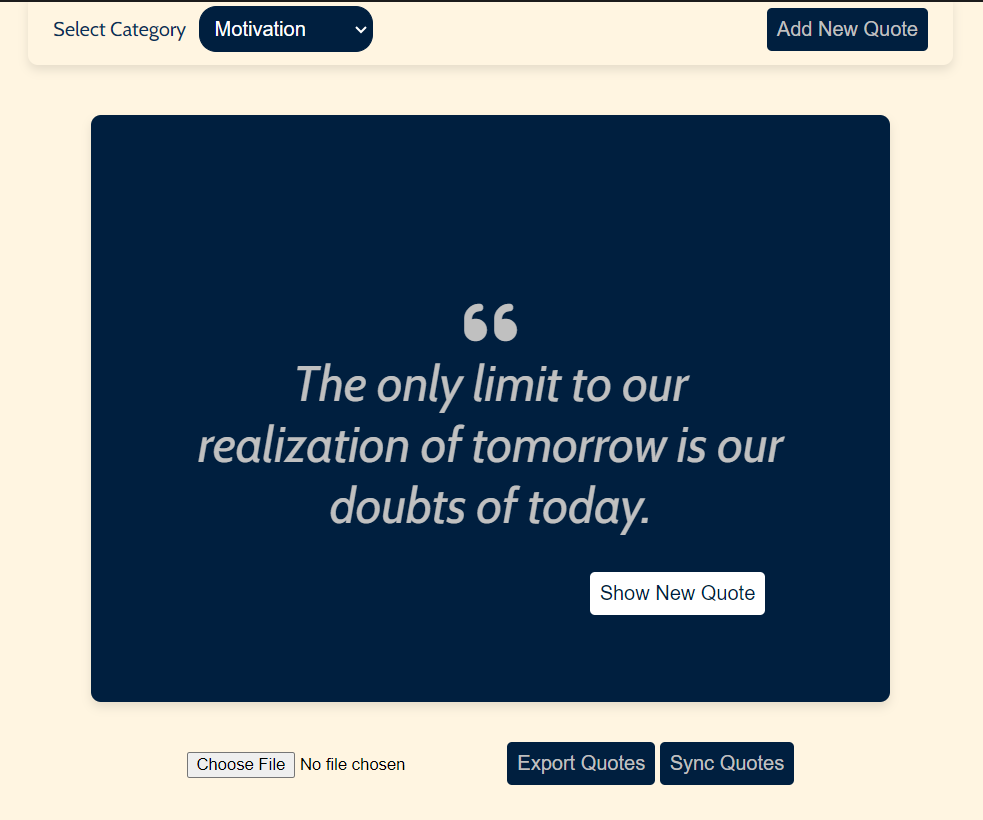 Select Category Motivation Add New Quote
“
The only limit to our
realization of tomorrow is our
doubts of today.
Show New Quote
Choose File No file chosen Export Quotes Sync Quotes